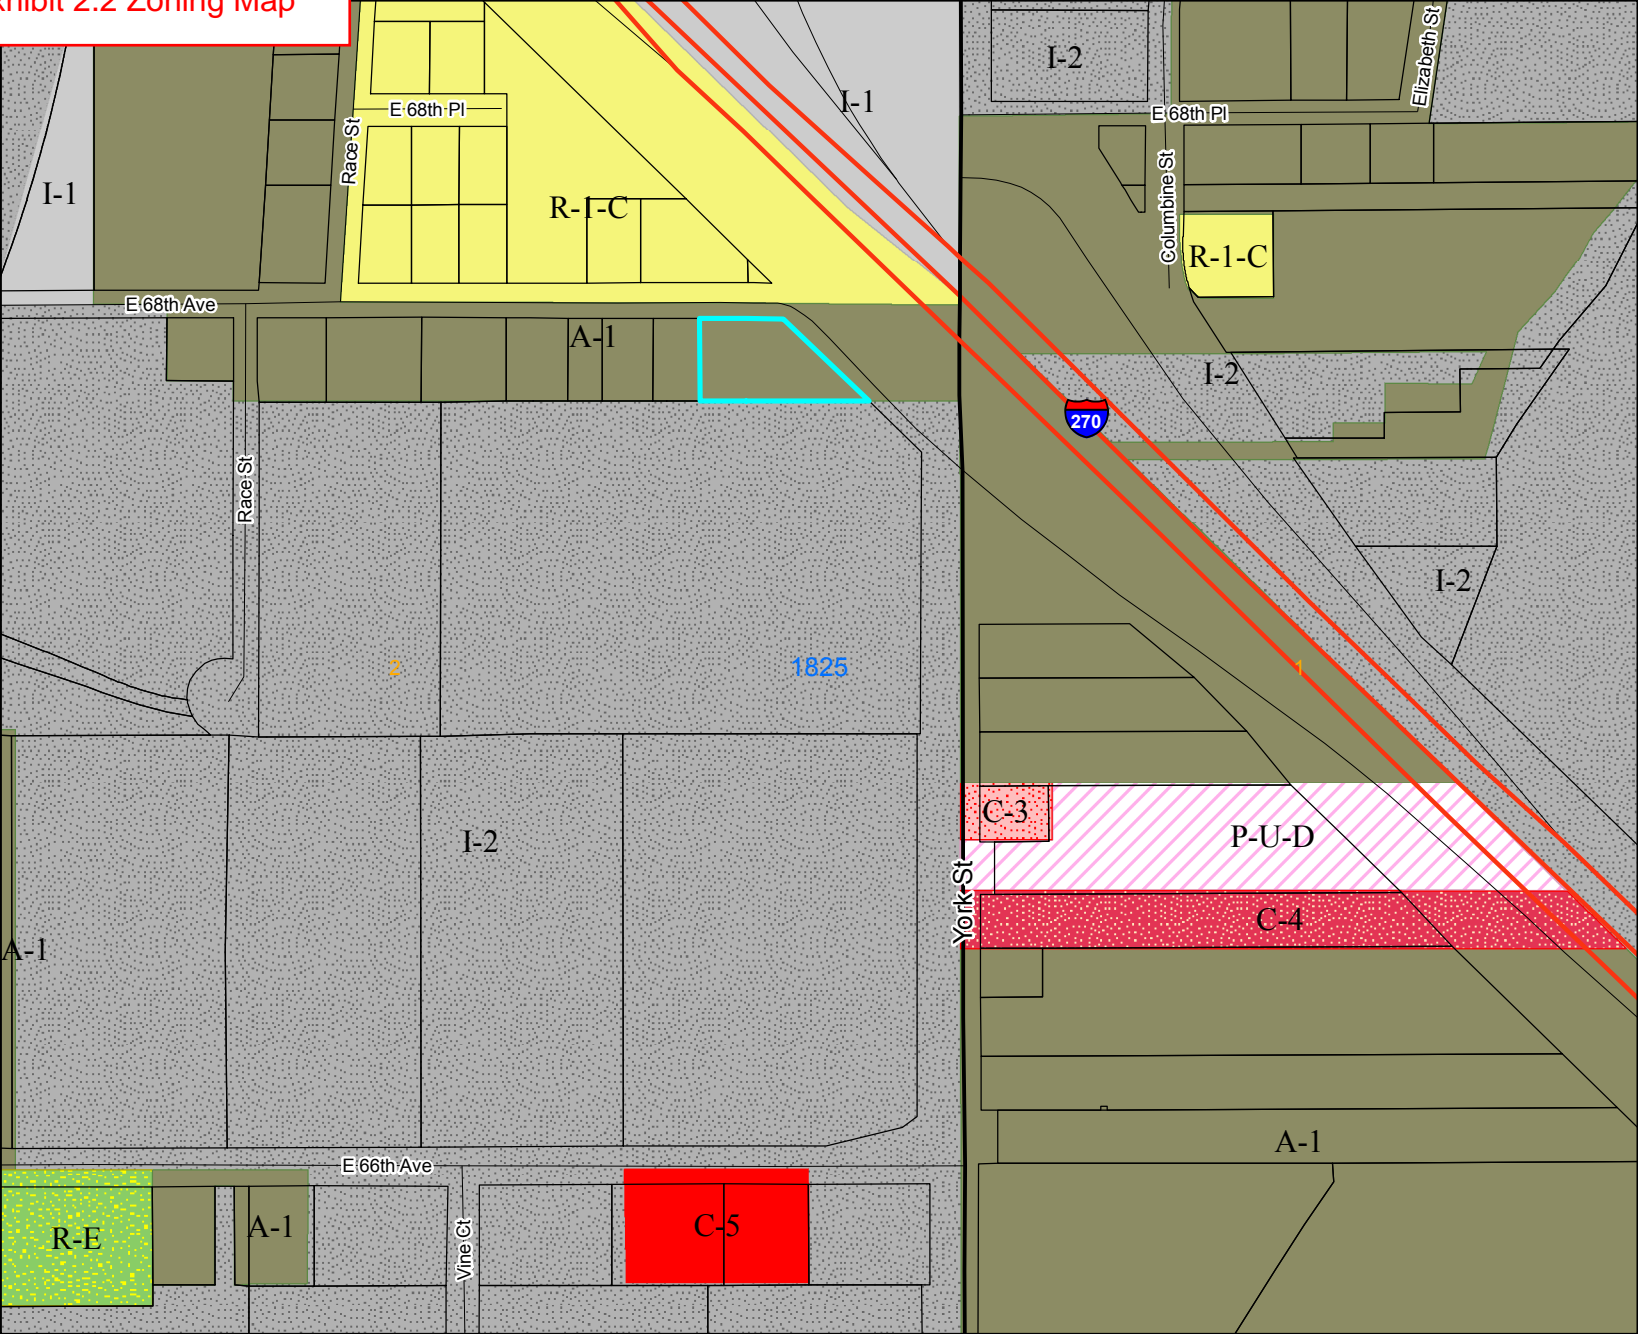 xhibit 2.2 Zoning Map
I-2
Elizabeth St
I-1
E 68th Pl
E 68th Pl
Race St
Columbine St
I-1
R-1-C
R-1-C
E 68th Ave
A-1
I-2
270
Race St
I-2
2
1825
1
C-3
I-2
P-U-D
York St
C-4
A-1
A-1
E 66th Ave
R-E
A-1
Vine Ct
C-5